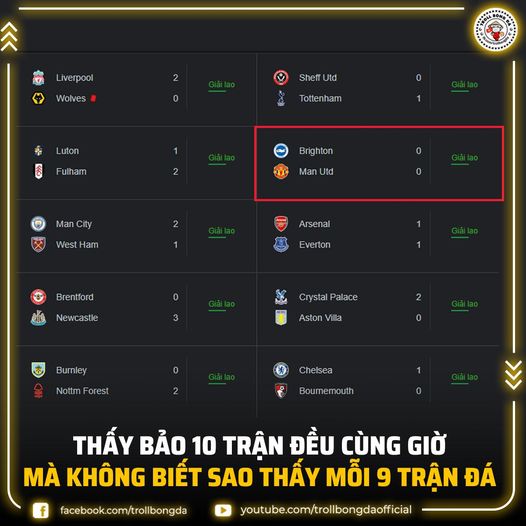 TROLL BÓNG ĐÁ
Liverpool 2
Wolves 0
Giải lao
Sheff Utd 0
Tottenham 1
Giải lao
Luton 1
Fulham 2
Giải lao
Brighton 0
Man Utd 0
Giải lao
Man City 2
West Ham 1
Giải lao
Arsenal 1
Everton 1
Giải lao
Brentford 0
Newcastle 3
Giải lao
Crystal Palace 2
Aston Villa 0
Giải lao
Burnley 0
Nottm Forest 2
Giải lao
Chelsea 1
Bournemouth 0
Giải lao
THẤY BẢO 10 TRẬN ĐỀU CÙNG GIỜ
MÀ KHÔNG BIẾT SAO THẤY MỖI 9 TRẬN ĐÁ
facebook.com/trollbongda
youtube.com/trollbongdaofficial